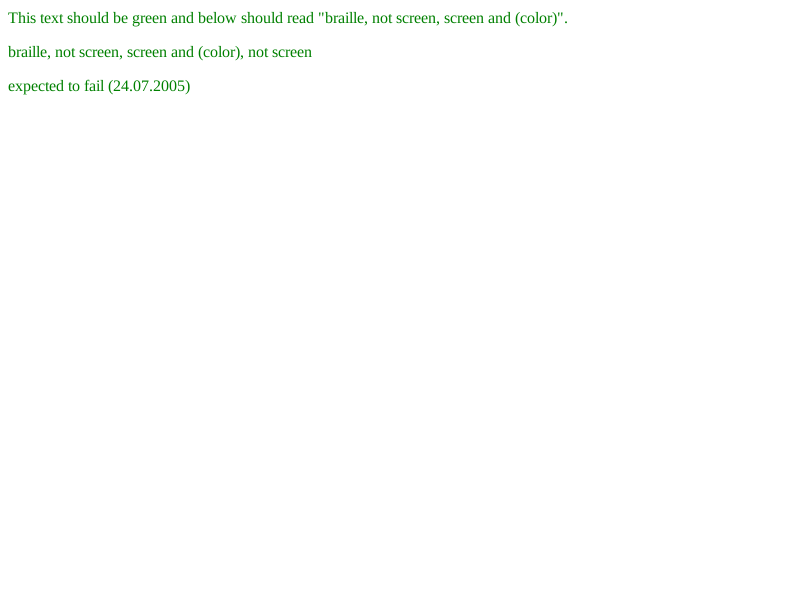 This text should be green and below should read "braille, not screen, screen and (color)".
braille, not screen, screen and (color), not screen
expected to fail (24.07.2005)